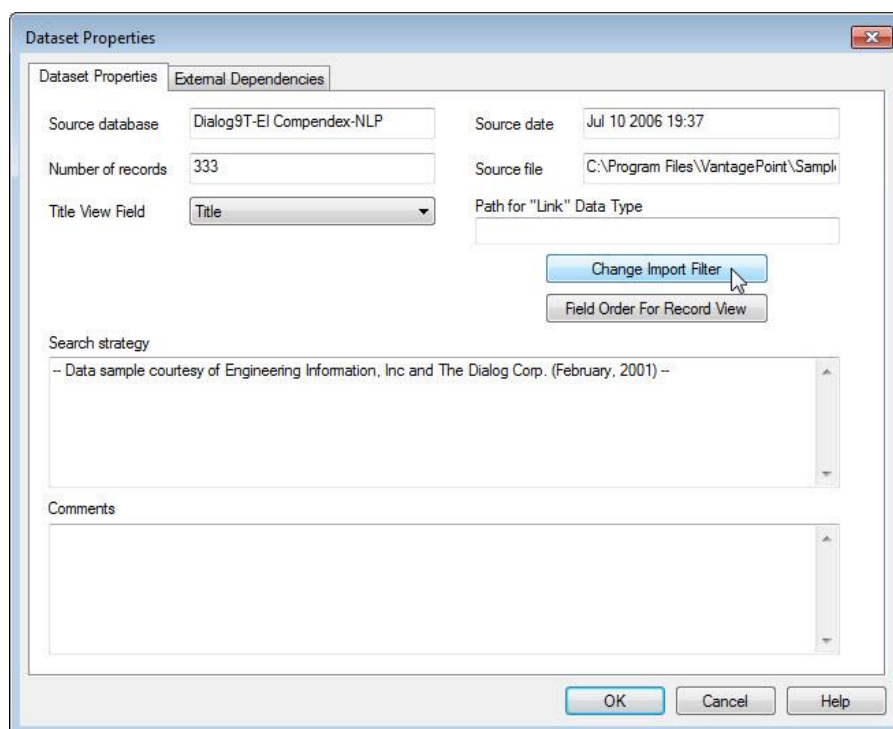 Dataset Properties
Dataset Properties External Dependencies
Source database Dialog9T-EI Compendex-NLP Source date Jul 10 2006 19:37
Number of records 333 Source file C:\Program Files\VantagePoint\Sampl
Title View Field Title Path for "Link" Data Type
Change Import Filter
Field Order For Record View
Search strategy
-- Data sample courtesy of Engineering Information, Inc and The Dialog Corp. (February, 2001) --
Comments
OK Cancel Help